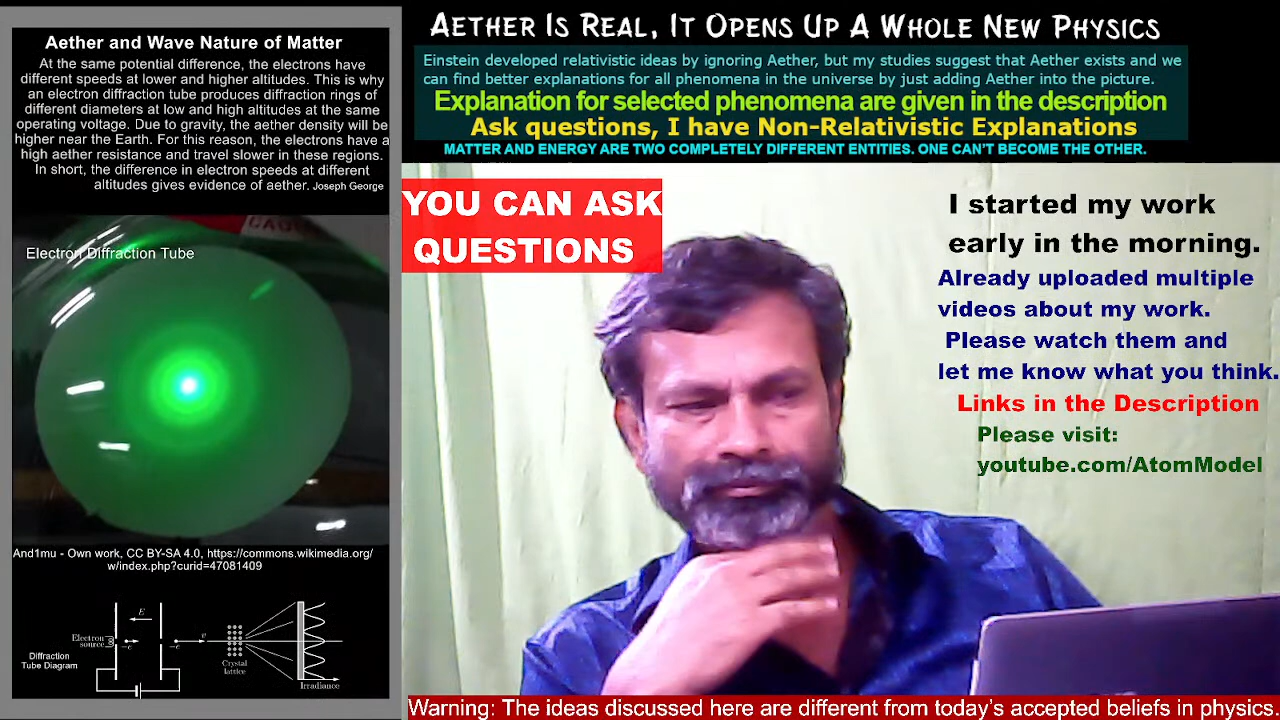 Aether and Wave Nature of Matter
At the same potential difference, the electrons have
different speeds at lower and higher altitudes. This is why
an electron diffraction tube produces diffraction rings of
different diameters at low and high altitudes at the same
operating voltage. Due to gravity, the aether density will be
higher near the Earth. For this reason, the electrons have a
high aether resistance and travel slower in these regions.
In short, the difference in electron speeds at different
altitudes gives evidence of aether. Joseph George
Electron Diffraction Tube
And1mu - Own work, CC BY-SA 4.0, https://commons.wikimedia.org/
w/index.php?curid=47081409
E
Electron
source
-e
-e
v
Crystal
lattice
Irradiance
Diffraction
Tube Diagram
AETHER IS REAL, IT OPENS UP A WHOLE NEW PHYSICS
Einstein developed relativistic ideas by ignoring Aether, but my studies suggest that Aether exists and we
can find better explanations for all phenomena in the universe by just adding Aether into the picture.
Explanation for selected phenomena are given in the description
Ask questions, I have Non-Relativistic Explanations
MATTER AND ENERGY ARE TWO COMPLETELY DIFFERENT ENTITIES. ONE CAN'T BECOME THE OTHER.
YOU CAN ASK
QUESTIONS
I started my work
early in the morning.
Already uploaded multiple
videos about my work.
Please watch them and
let me know what you think.
Links in the Description
Please visit:
youtube.com/AtomModel
Warning: The ideas discussed here are different from today's accepted beliefs in physics.